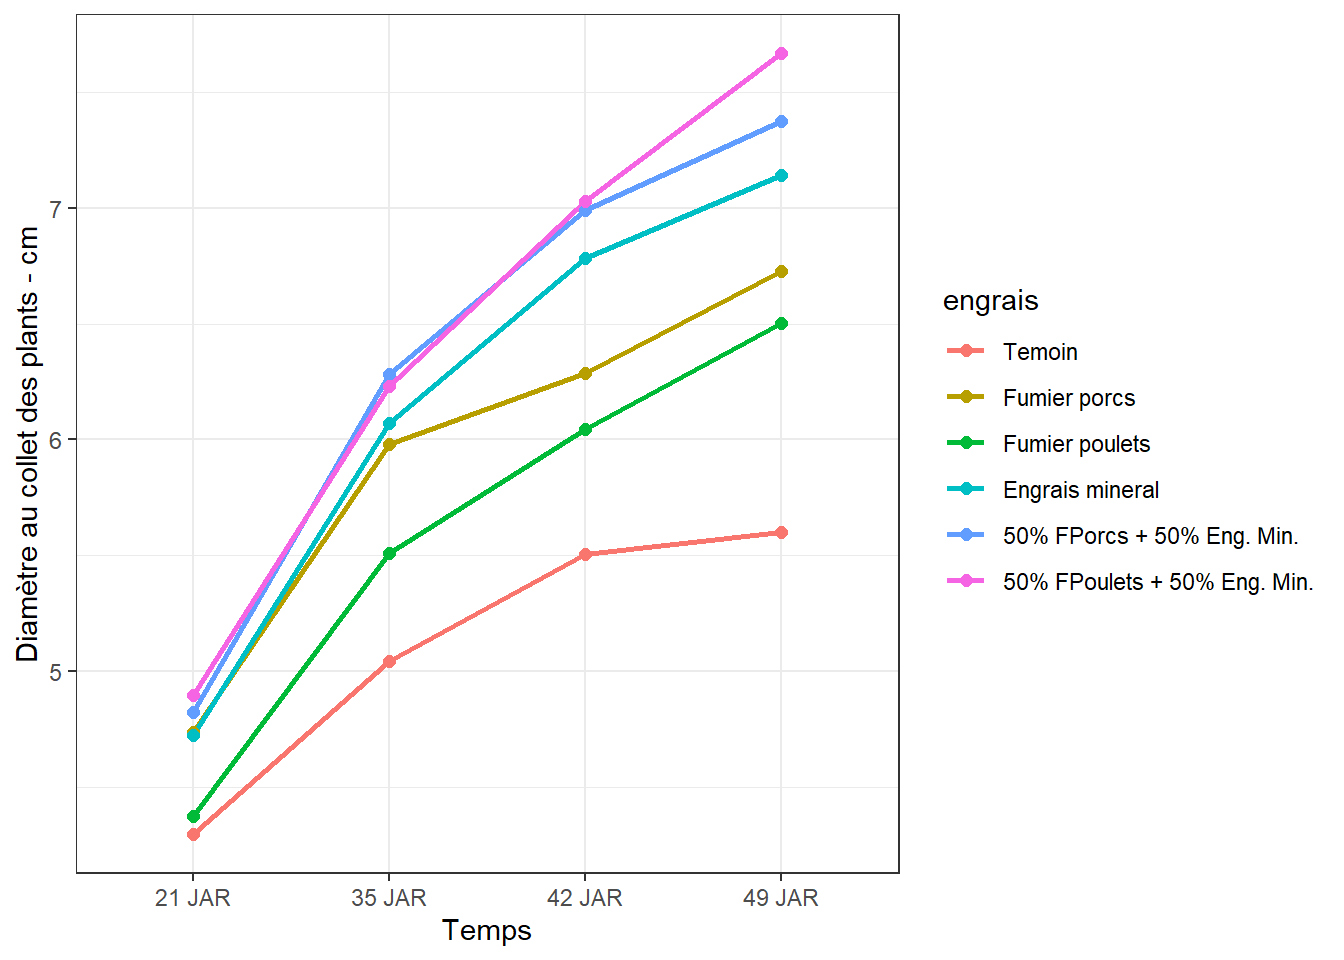 Diamètre au collet des plants - cm
7
6
5
21 JAR
35 JAR
42 JAR
49 JAR
Temps
engrais
Temoin
Fumier porcs
Fumier poulets
Engrais mineral
50% FPorcs + 50% Eng. Min.
50% FPoulets + 50% Eng. Min.